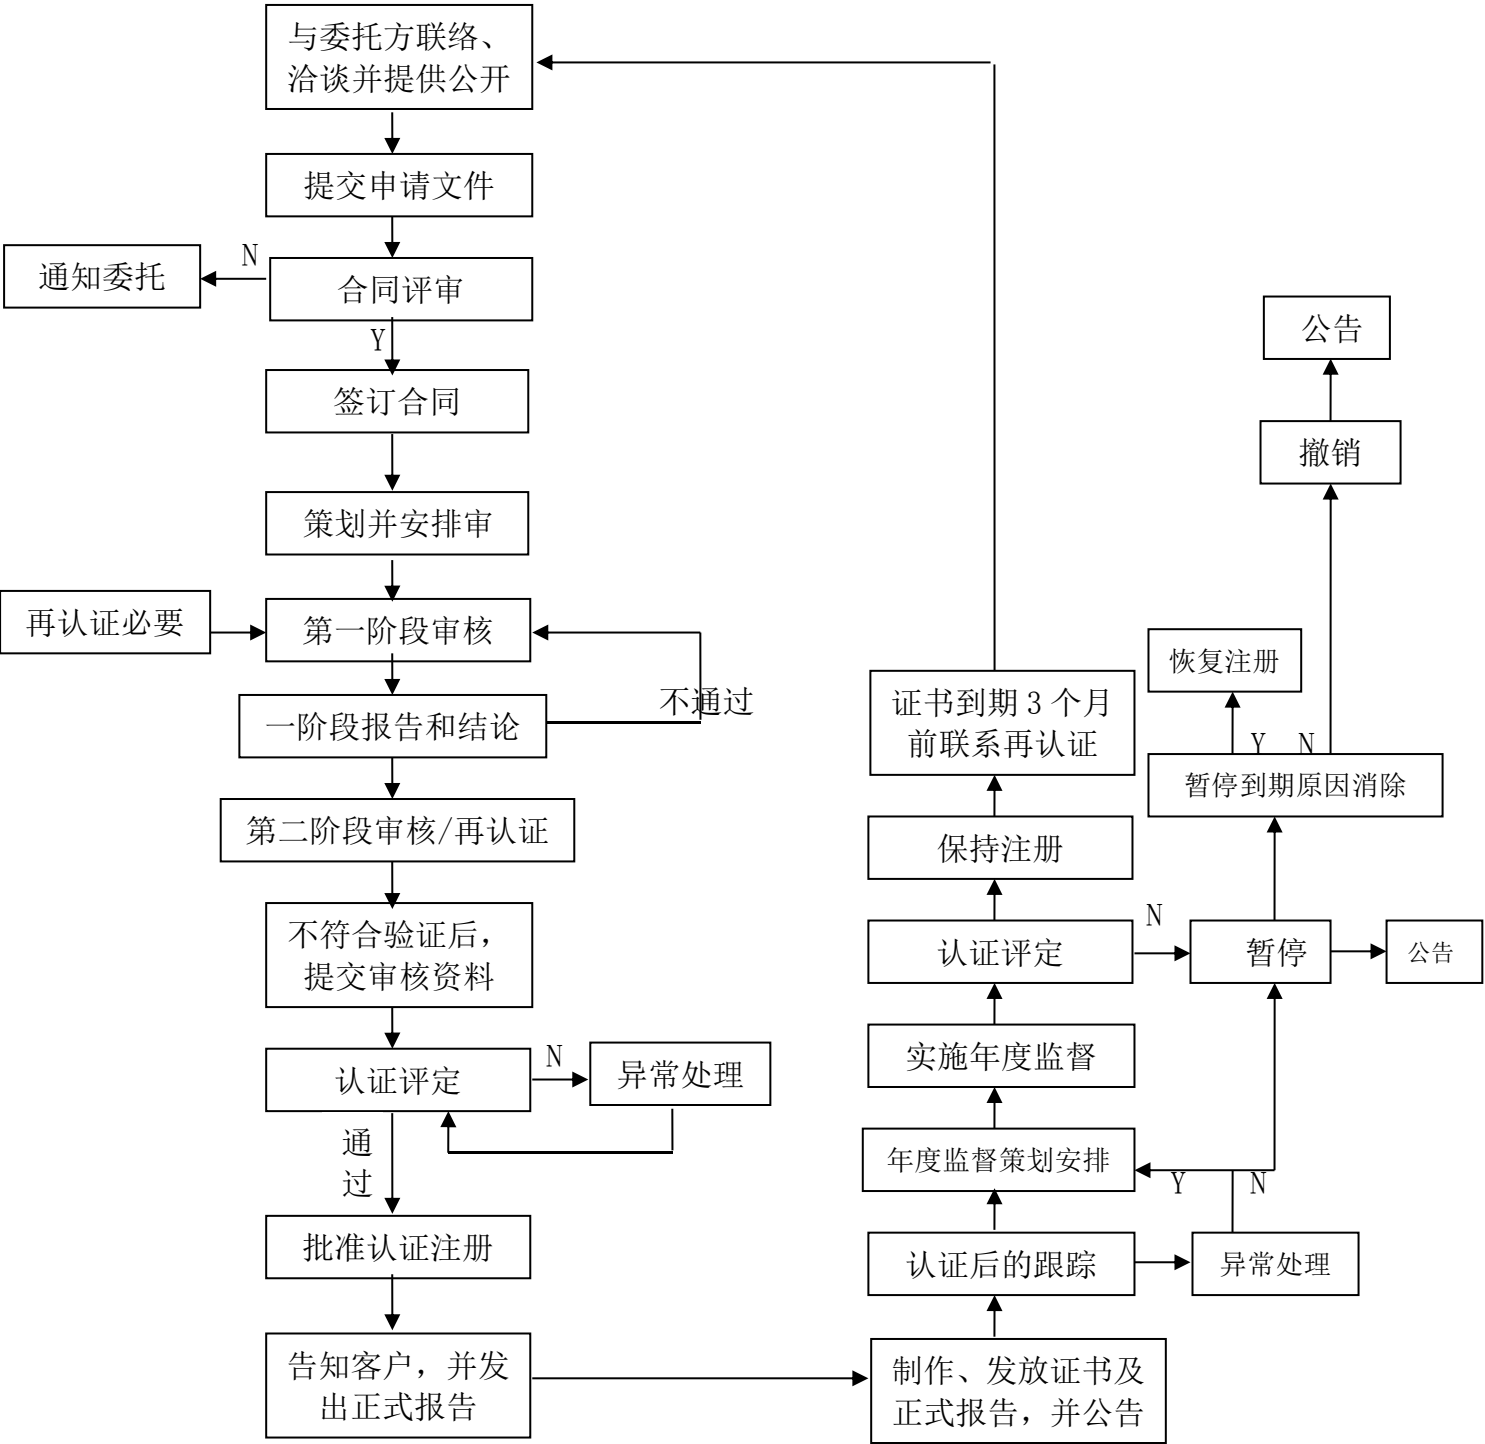 与委托方联络、
洽谈并提供公开
提交申请文件
N
通知委托
合同评审
Y
签订合同
策划并安排审
再认证必要
第一阶段审核
不通过
一阶段报告和结论
第二阶段审核/再认证
不符合验证后，
提交审核资料
认证评定
N
异常处理
通
过
批准认证注册
告知客户，并发
出正式报告
制作、发放证书及
正式报告，并公告
认证后的跟踪
异常处理
年度监督策划安排
Y
N
实施年度监督
认证评定
N
暂停
公告
保持注册
证书到期3个月
前联系再认证
暂停到期原因消除
Y
N
恢复注册
撤销
公告